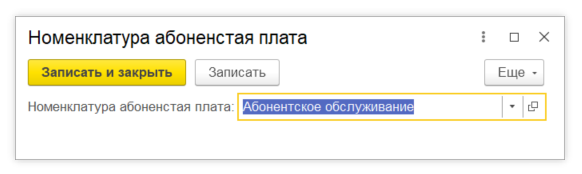 Номенклатура абоненстая плата
Записать и закрыть Записать Еще
Номенклатура абоненстая плата: Абонентское обслуживание